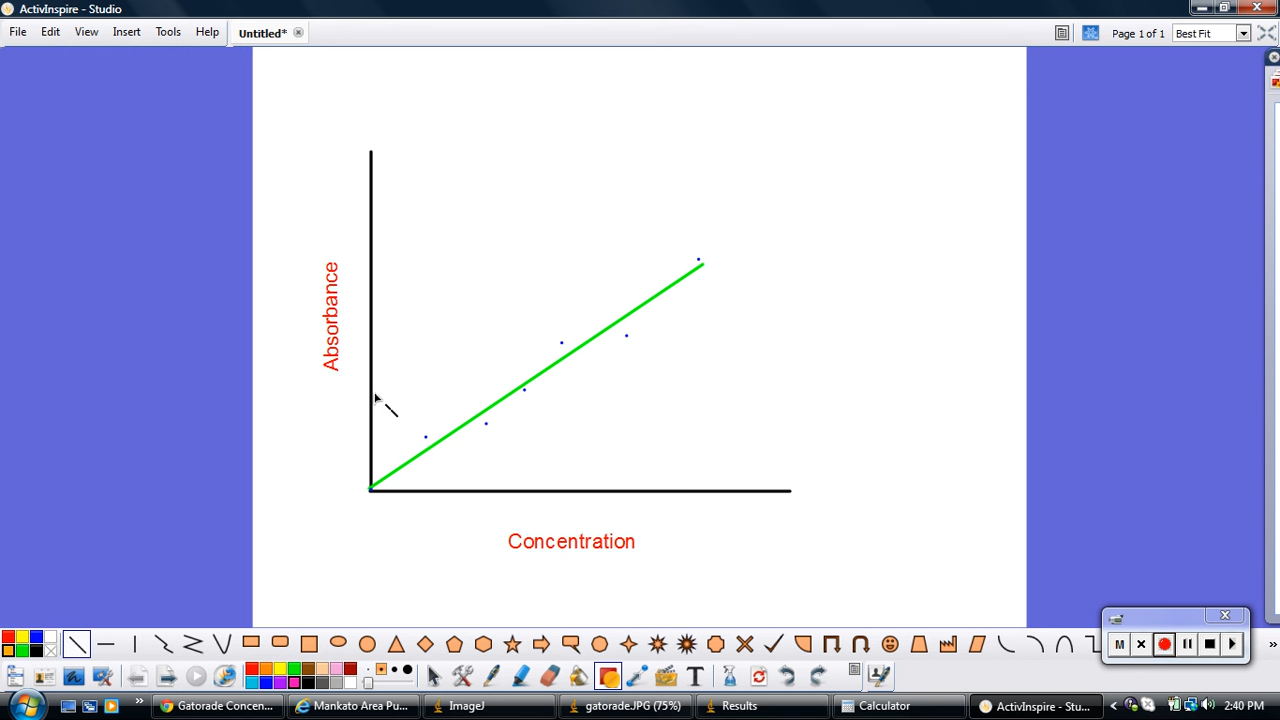 ActivInspire - Studio
File Edit View Insert Tools Help Untitled* Page 1 of 1 Best Fit
Absorbance
Concentration
M
T
Gatorade Concen... Mankato Area Pu... ImageJ gatorade.JPG (75%) Results Calculator ActivInspire - Stu... 2:40 PM